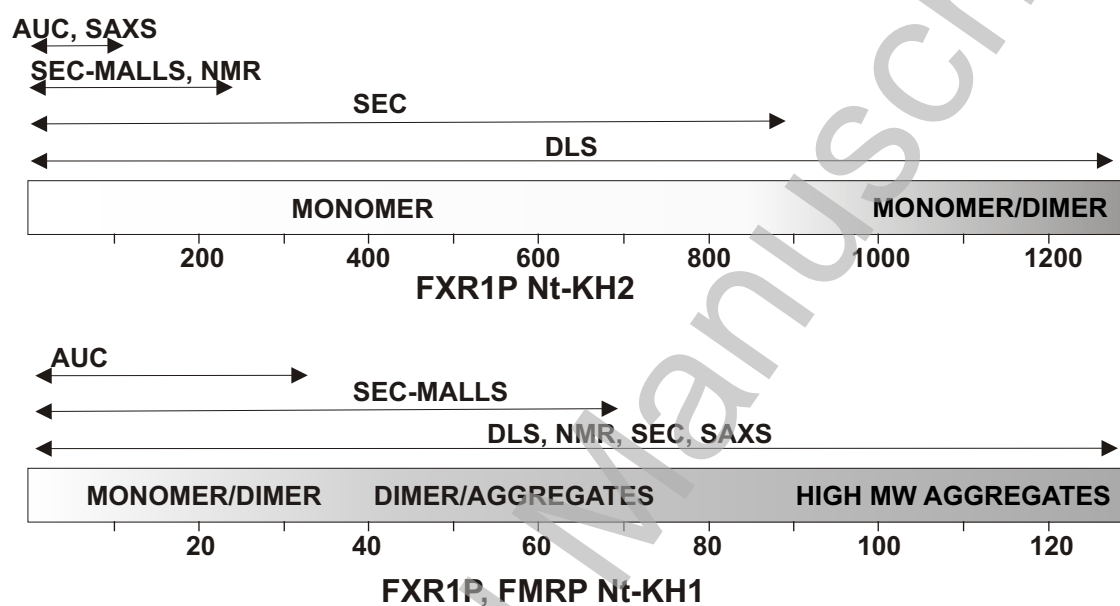 AUC, SAXS
SEC-MALLS, NMR
SEC
DLS
MONOMER MONOMER/DIMER
200 400 600 800 1000 1200
FXR1P Nt-KH2
AUC
SEC-MALLS
DLS, NMR, SEC, SAXS
MONOMER/DIMER DIMER/AGGREGATES HIGH MW AGGREGATES
20 40 60 80 100 120
FXR1P, FMRP Nt-KH1
Manusc